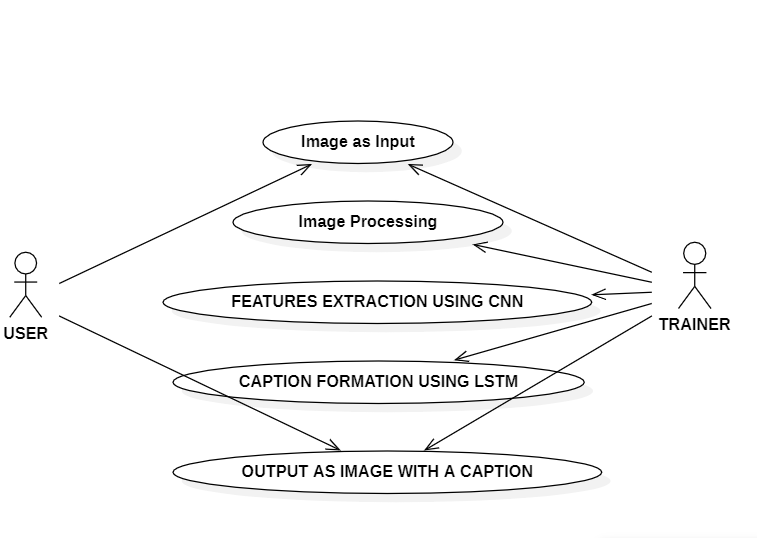 Image as Input
Image Processing
FEATURES EXTRACTION USING CNN
USER
TRAINER
CAPTION FORMATION USING LSTM
OUTPUT AS IMAGE WITH A CAPTION